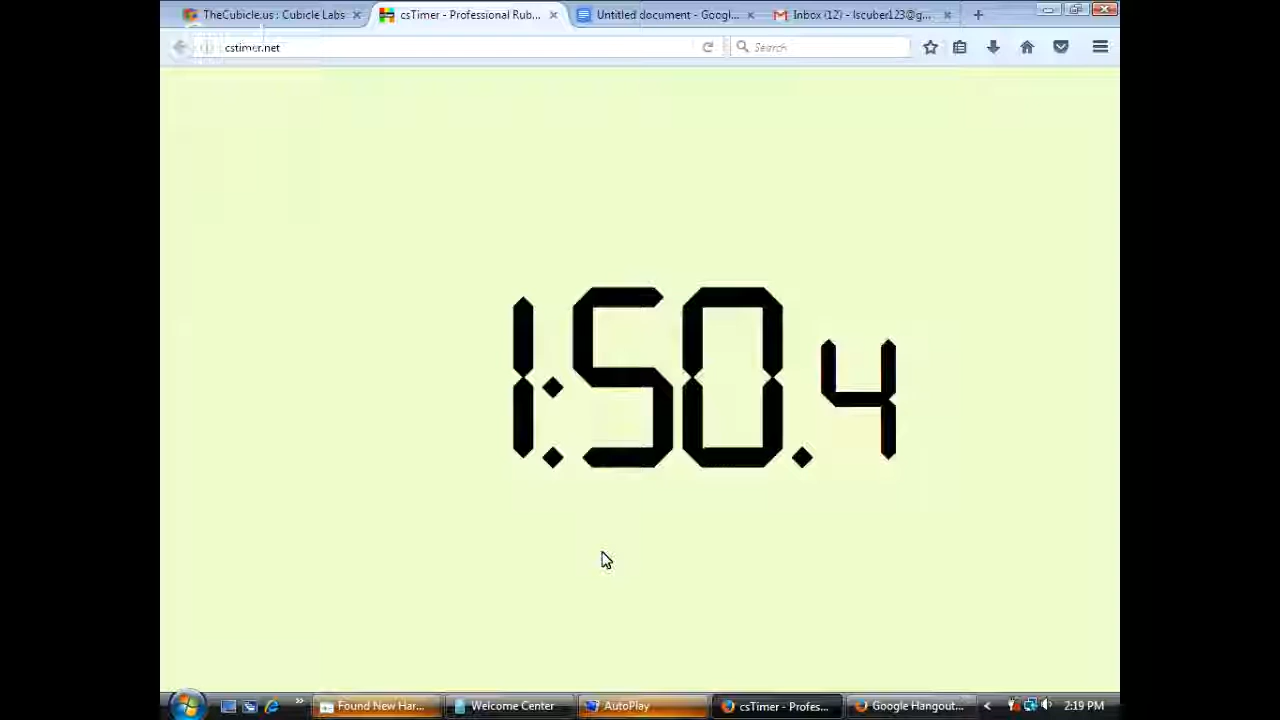 TheCubicle.us : Cubicle Labs
csTimer - Professional Rub...
Untitled document - Googl...
Inbox (12) - lscuber123@g...
cstimer.net
Search
1:50.4
Found New Har...
Welcome Center
AutoPlay
csTimer - Profes...
Google Hangout...
2:19 PM